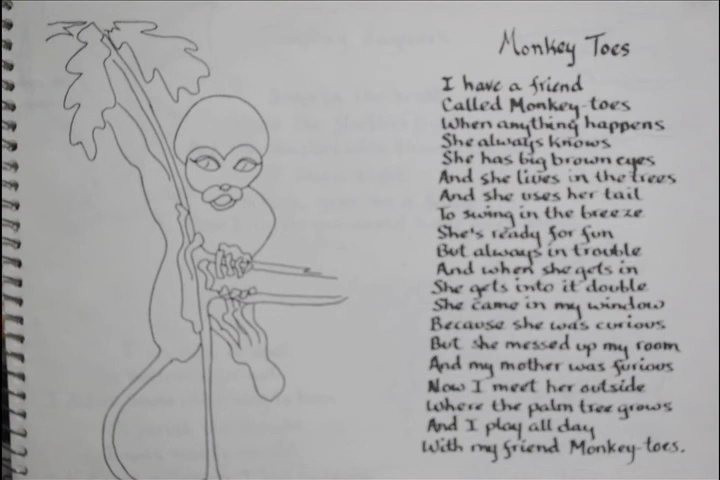 Monkey Toes
I have a friend
Called Monkey-toes
When anything happens
She always knows
She has big brown eyes
And she lives in the trees
And she uses her tail
To swing in the breeze
She's ready for fun
But always in trouble
And when she gets in
She gets into it double
She came in my window
Because she was curious
But she messed up my room
And my mother was furious
Now I meet her outside
Where the palm tree grows
And I play all day
With my friend Monkey-toes.